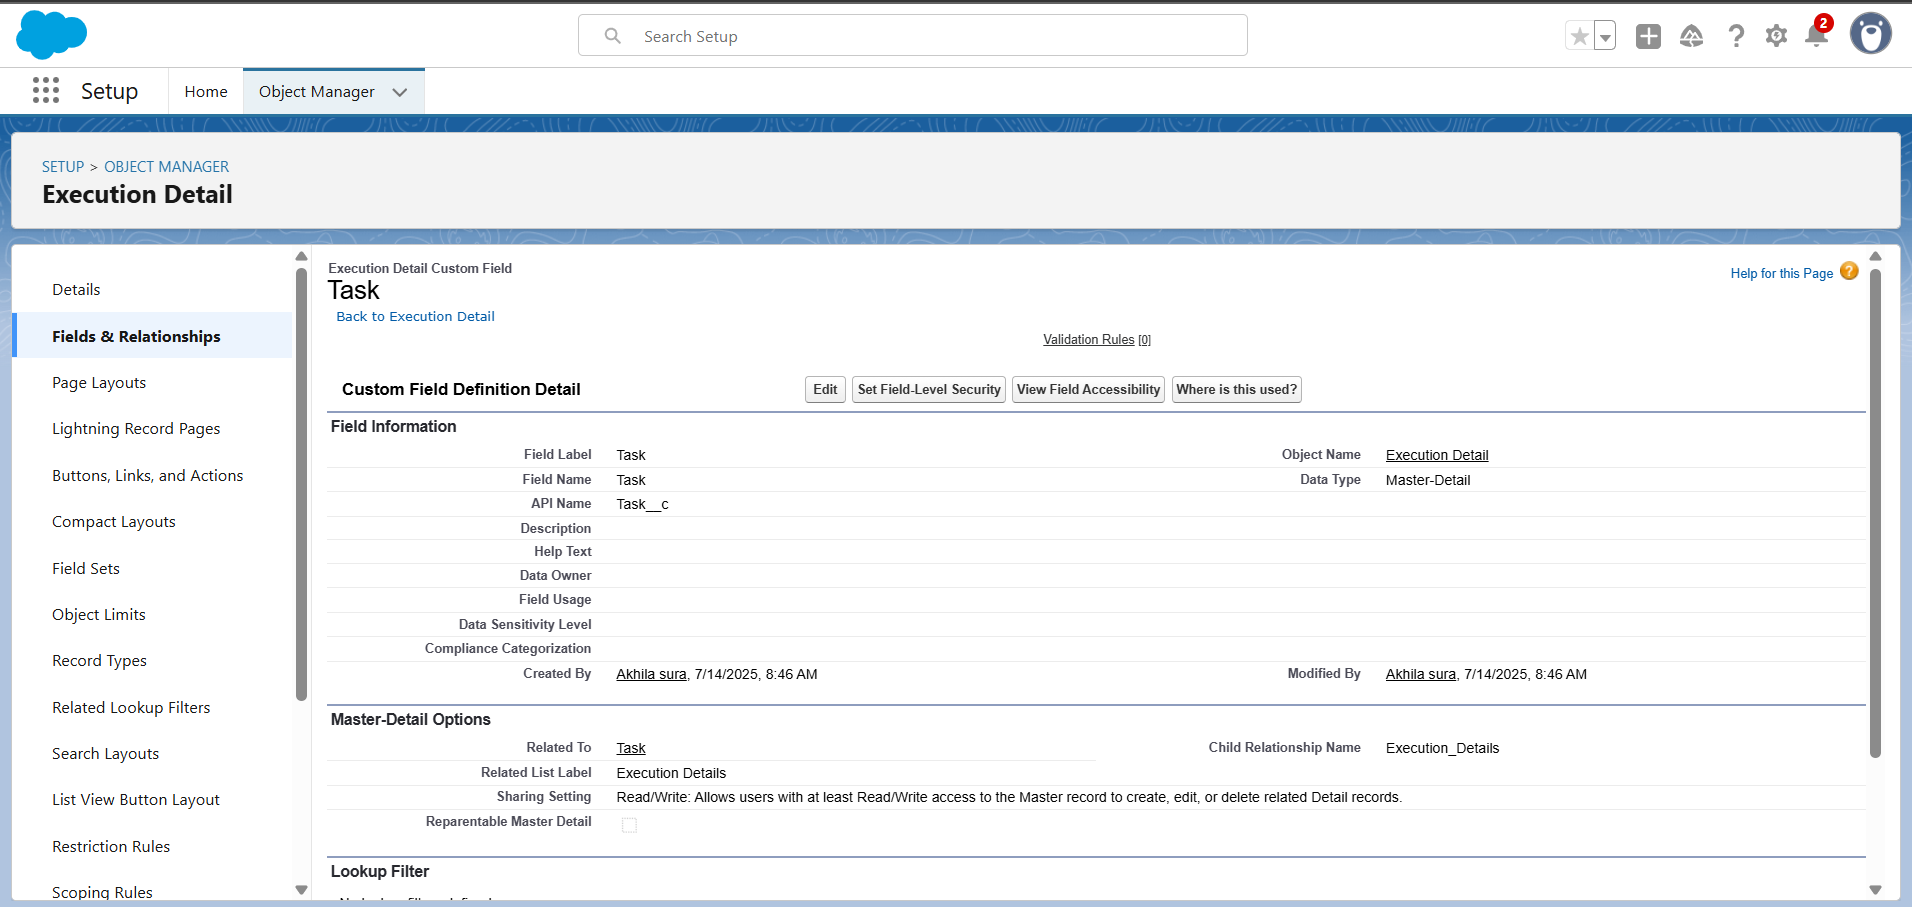 Search Setup
2
Setup
Home
Object Manager
SETUP > OBJECT MANAGER
Execution Detail
Details
Fields & Relationships
Page Layouts
Lightning Record Pages
Buttons, Links, and Actions
Compact Layouts
Field Sets
Object Limits
Record Types
Related Lookup Filters
Search Layouts
List View Button Layout
Restriction Rules
Scoping Rules
Execution Detail Custom Field
Task
Back to Execution Detail
Help for this Page ?
Validation Rules [0]
Custom Field Definition Detail
Edit
Set Field-Level Security
View Field Accessibility
Where is this used?
Field Information
Field Label Task Object Name Execution Detail
Field Name Task Data Type Master-Detail
API Name Task__c
Description
Help Text
Data Owner
Field Usage
Data Sensitivity Level
Compliance Categorization
Created By Akhila sura, 7/14/2025, 8:46 AM Modified By Akhila sura, 7/14/2025, 8:46 AM
Master-Detail Options
Related To Task Child Relationship Name Execution_Details
Related List Label Execution Details
Sharing Setting Read/Write: Allows users with at least Read/Write access to the Master record to create, edit, or delete related Detail records.
Reparentable Master Detail
Lookup Filter